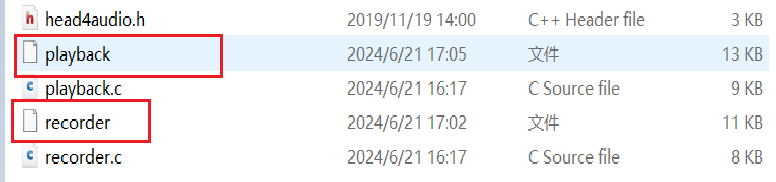 head4audio.h 2019/11/19 14:00 C++ Header file 3 KB
playback 2024/6/21 17:05 文件 13 KB
playback.c 2024/6/21 16:17 C Source file 9 KB
recorder 2024/6/21 17:02 文件 11 KB
recorder.c 2024/6/21 16:17 C Source file 8 KB